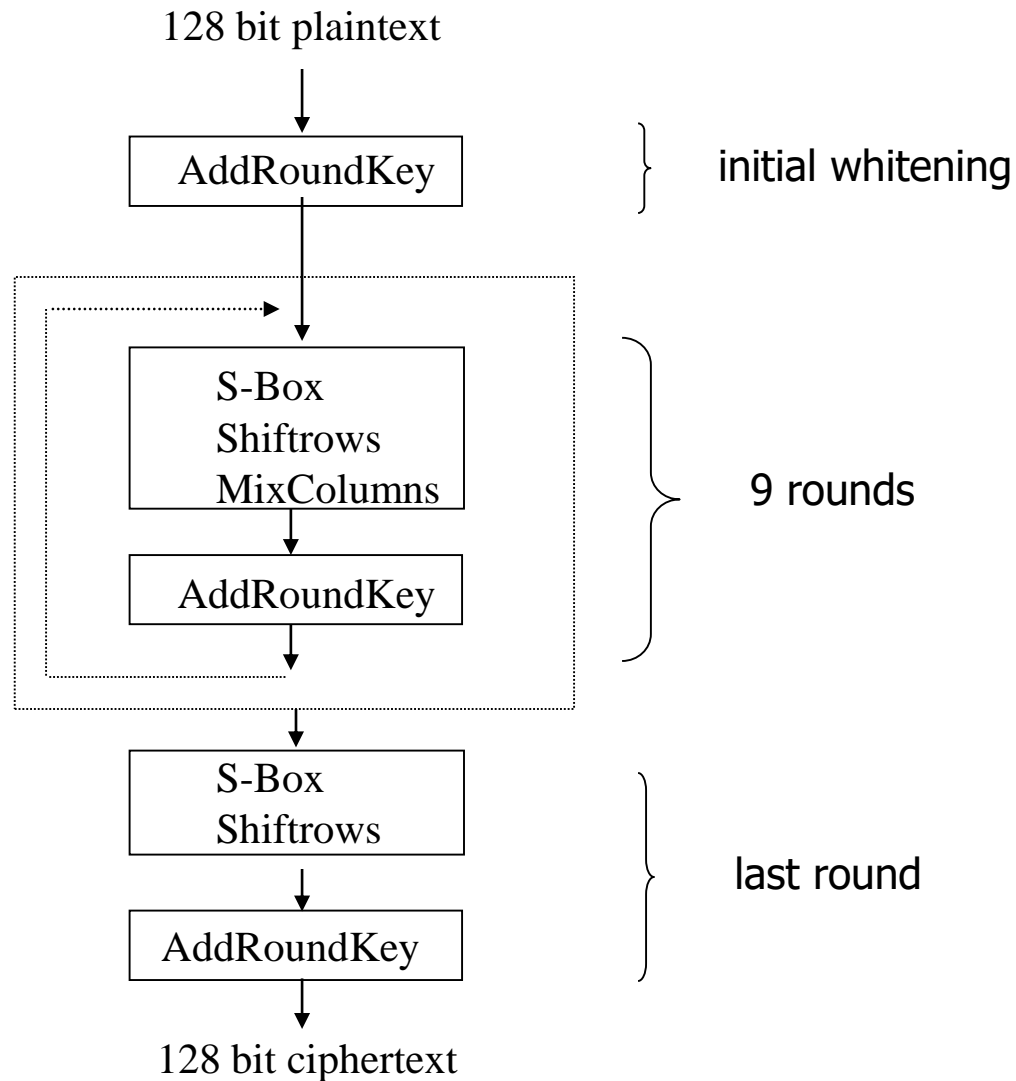 128 bit plaintext
AddRoundKey
initial whitening
S-Box
Shiftrows
MixColumns
9 rounds
AddRoundKey
S-Box
Shiftrows
last round
AddRoundKey
128 bit ciphertext